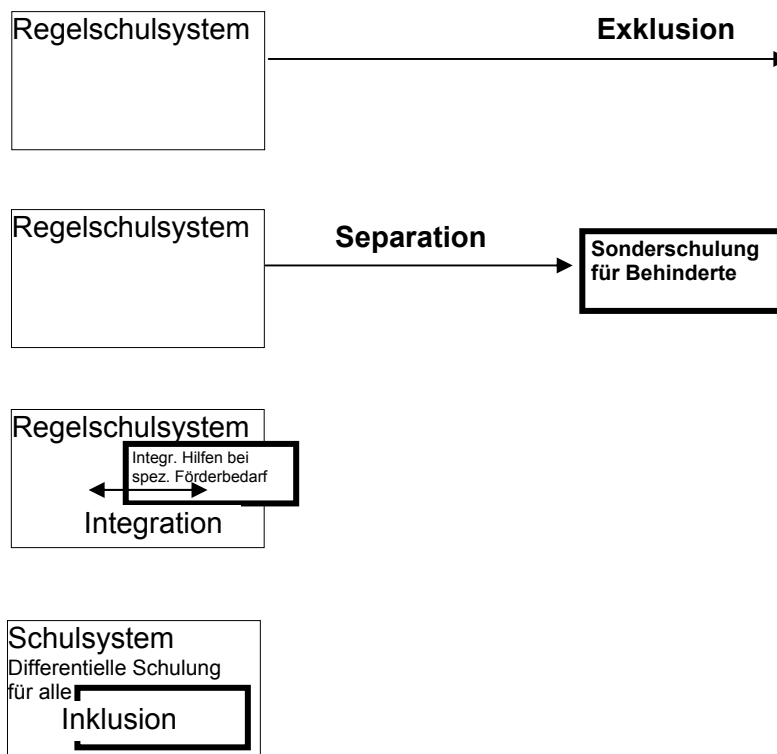 Regelschulsystem
Exklusion
Regelschulsystem
Separation
Sonderschulung
für Behinderte
Regelschulsystem
Integr. Hilfen bei
spez. Förderbedarf
Integration
Schulsystem
Differentielle Schulung
für alle
Inklusion